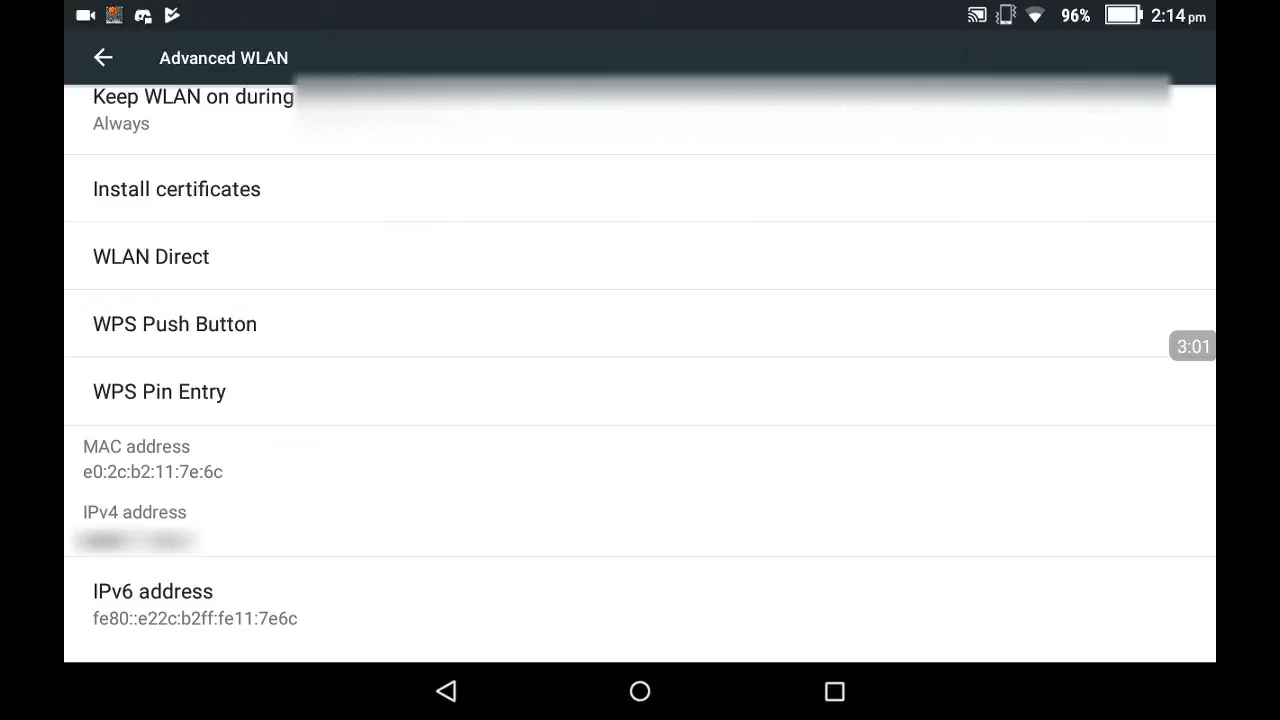 96% 2:14 pm
Advanced WLAN
Keep WLAN on during
Always
Install certificates
WLAN Direct
WPS Push Button
3:01
WPS Pin Entry
MAC address
e0:2c:b2:11:7e:6c
IPv4 address
IPv6 address
fe80::e22c:b2ff:fe11:7e6c